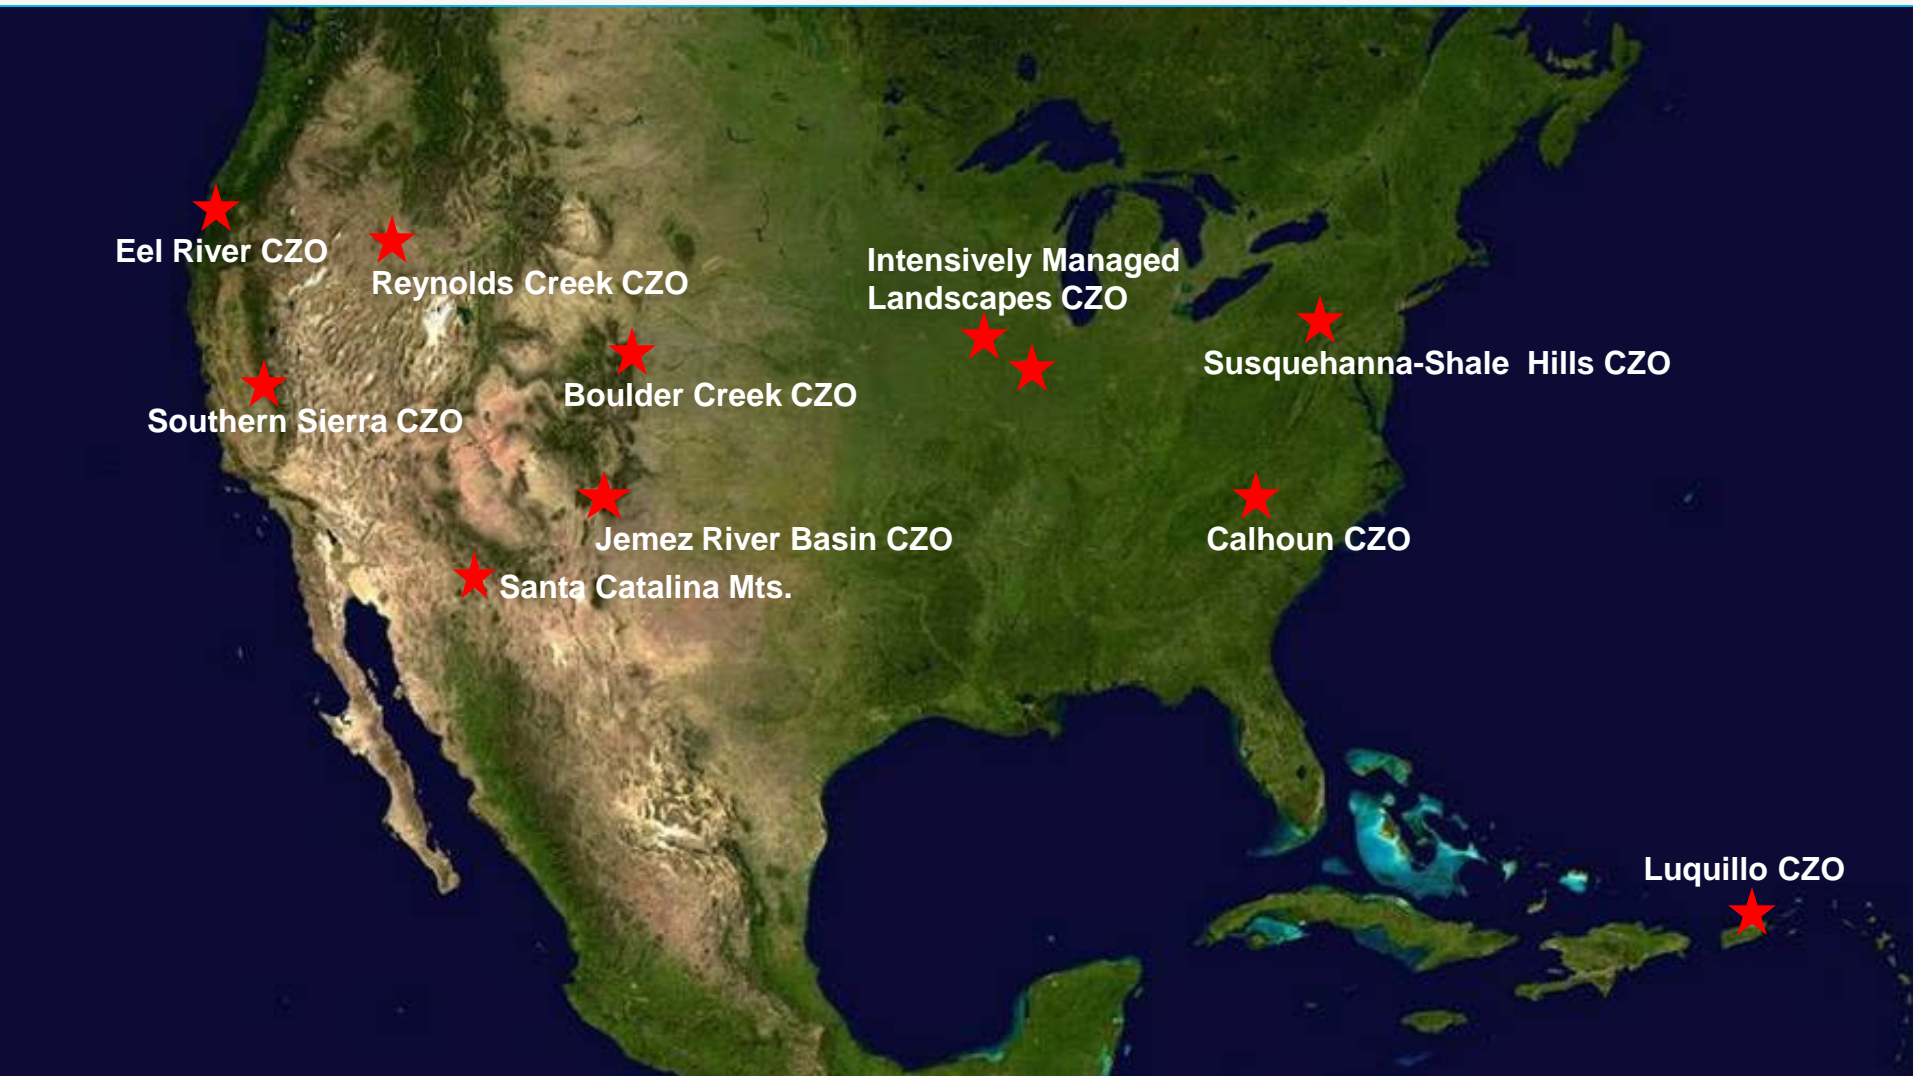 Eel River CZO
Reynolds Creek CZO
Intensively Managed
Landscapes CZO
Susquehanna-Shale  Hills CZO
Boulder Creek CZO
Southern Sierra CZO
Jemez River Basin CZO
Calhoun CZO
Santa Catalina Mts.
Luquillo CZO